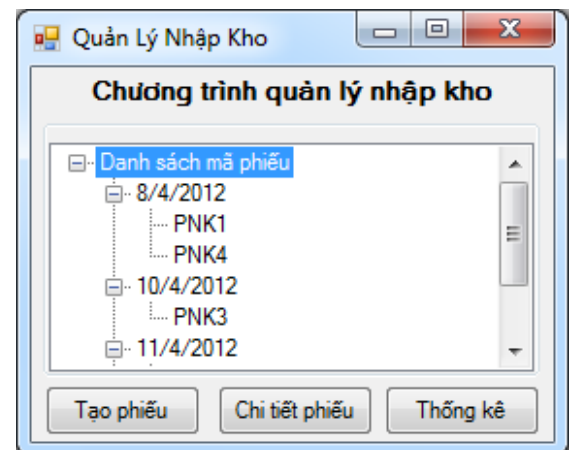 Quản Lý Nhập Kho
Chương trình quản lý nhập kho
Danh sách mã phiếu
8/4/2012
PNK1
PNK4
10/4/2012
PNK3
11/4/2012
Tạo phiếu Chi tiết phiếu Thống kê